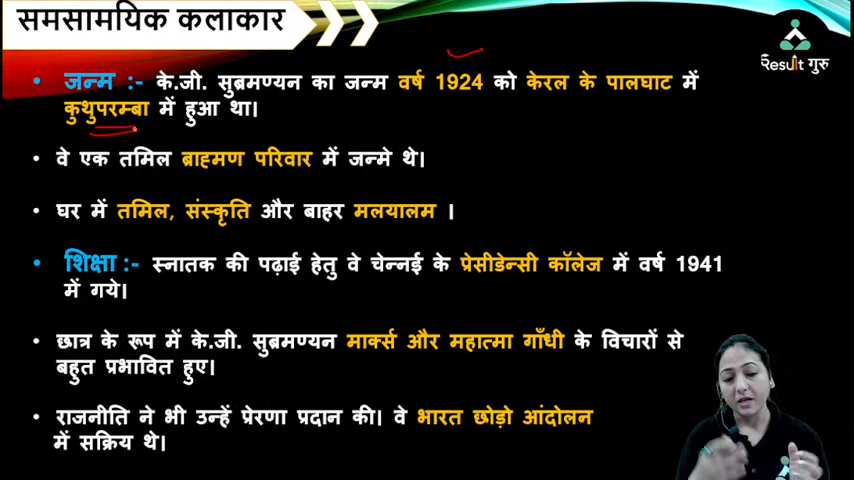 समसामयिक कलाकार
Result गुरु
• जन्म :- के.जी. सुब्रमण्यन का जन्म वर्ष 1924 को केरल के पालघाट में
कुथुपरम्बा में हुआ था।
• वे एक तमिल ब्राह्मण परिवार में जन्मे थे।
• घर में तमिल, संस्कृति और बाहर मलयालम ।
• शिक्षा :- स्नातक की पढ़ाई हेतु वे चेन्नई के प्रेसीडेन्सी कॉलेज में वर्ष 1941
में गये।
• छात्र के रूप में के.जी. सुब्रमण्यन मार्क्स और महात्मा गाँधी के विचारों से
बहुत प्रभावित हुए।
• राजनीति ने भी उन्हें प्रेरणा प्रदान की। वे भारत छोड़ो आंदोलन
में सक्रिय थे।